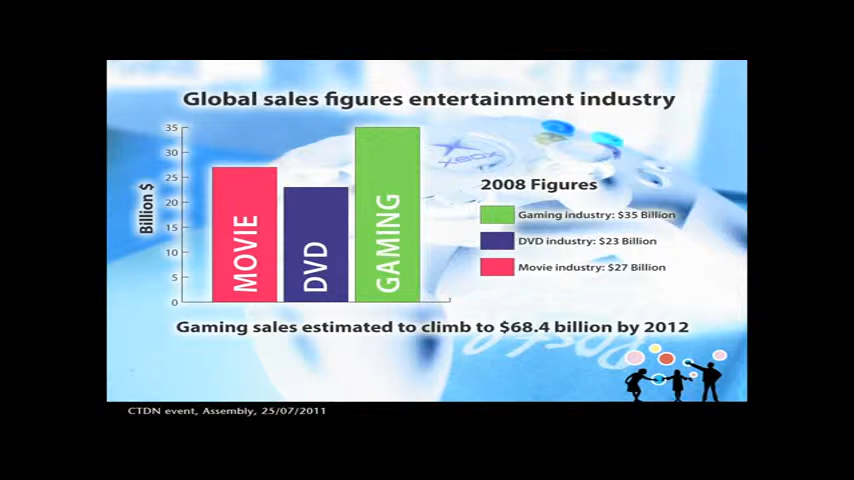 Global sales figures entertainment industry
35
30
25
20
15
10
5
0
Billion $
MOVIE
DVD
GAMING
XBOX
2008 Figures
Gaming industry: $35 Billion
DVD industry: $23 Billion
Movie industry: $27 Billion
Gaming sales estimated to climb to $68.4 billion by 2012
CTDN event, Assembly, 25/07/2011